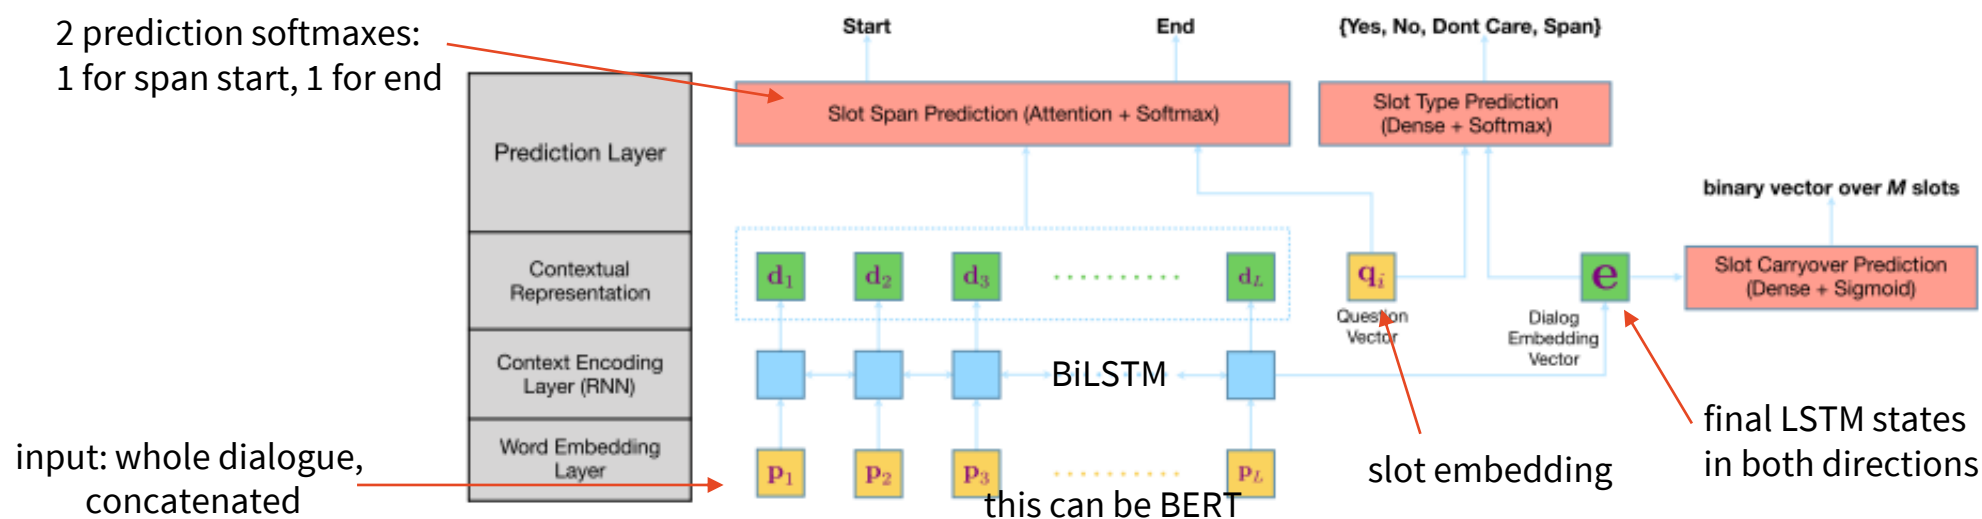 2 prediction softmaxes:
1 for span start, 1 for end
Start
End
{Yes, No, Dont Care, Span}
Prediction Layer
Slot Span Prediction (Attention + Softmax)
Slot Type Prediction
(Dense + Softmax)
binary vector over M slots
Contextual
Representation
d1
d2
d3
dL
qi
Question
Vector
e
Dialog
Embedding
Vector
Slot Carryover Prediction
(Dense + Sigmoid)
Context Encoding
Layer (RNN)
BiLSTM
input: whole dialogue,
concatenated
Word Embedding
Layer
p1
p2
p3
pL
this can be BERT
slot embedding
final LSTM states
in both directions